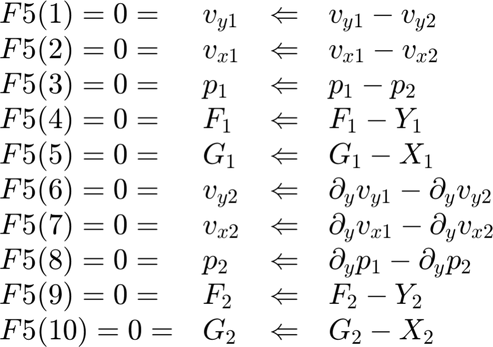 F5(1) = 0 = v_{y1} ⇐ v_{y1} − v_{y2}
F5(2) = 0 = v_{x1} ⇐ v_{x1} − v_{x2}
F5(3) = 0 = p_1 ⇐ p_1 − p_2
F5(4) = 0 = F_1 ⇐ F_1 − Y_1
F5(5) = 0 = G_1 ⇐ G_1 − X_1
F5(6) = 0 = v_{y2} ⇐ ∂_y v_{y1} − ∂_y v_{y2}
F5(7) = 0 = v_{x2} ⇐ ∂_y v_{x1} − ∂_y v_{x2}
F5(8) = 0 = p_2 ⇐ ∂_y p_1 − ∂_y p_2
F5(9) = 0 = F_2 ⇐ F_2 − Y_2
F5(10) = 0 = G_2 ⇐ G_2 − X_2